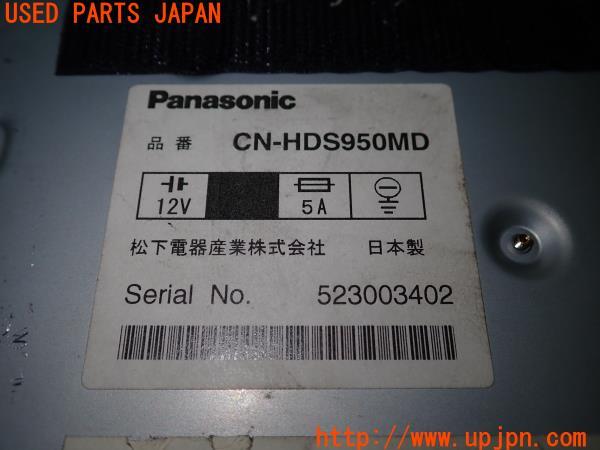 USED PARTS JAPAN
Panasonic
品番 CN-HDS950MD
12V 5A
松下電器産業株式会社 日本製
Serial No. 523003402
http://www.upjpn.com